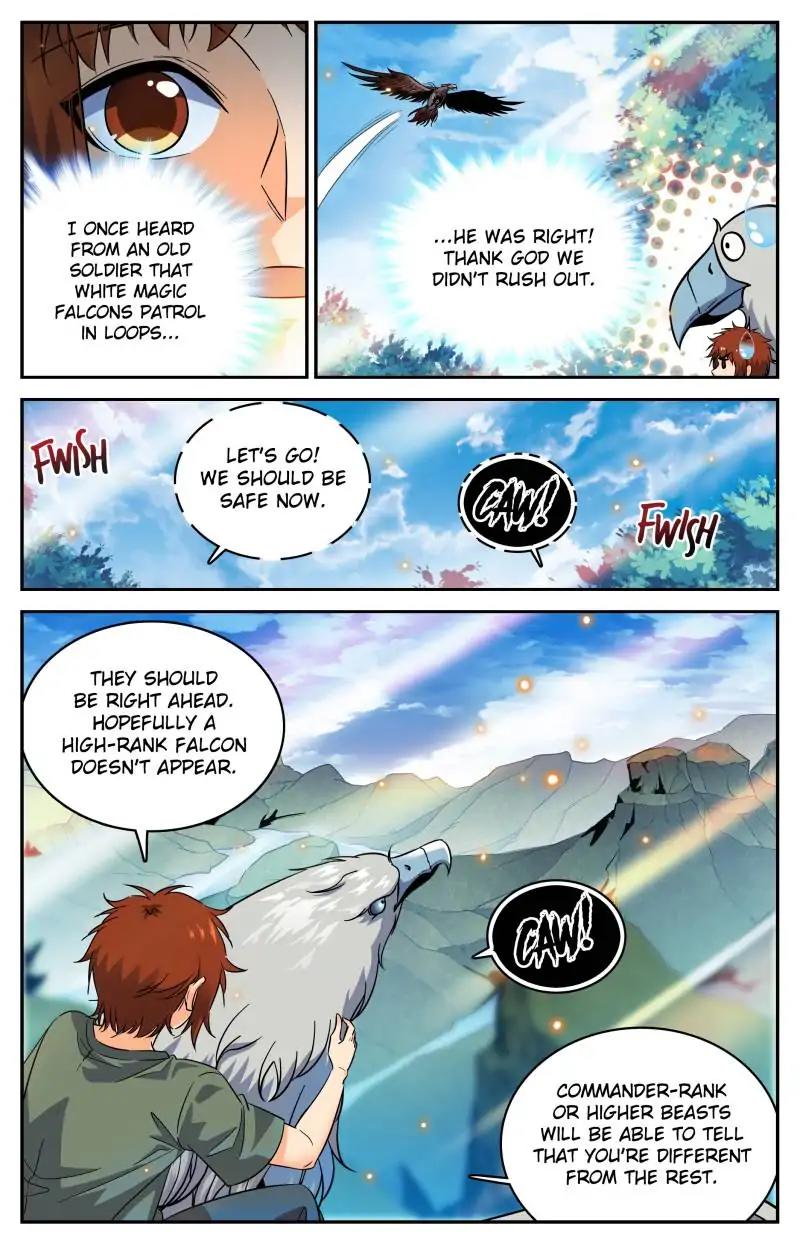 I ONCE HEARD
FROM AN OLD
SOLDIER THAT
WHITE MAGIC
FALCONS PATROL
IN LOOPS...
...HE WAS RIGHT!
THANK GOD WE
DIDN'T RUSH OUT.
FWISH
LET'S GO!
WE SHOULD BE
SAFE NOW.
CAW!
FWISH
THEY SHOULD
BE RIGHT AHEAD.
HOPEFULLY A
HIGH-RANK FALCON
DOESN'T APPEAR.
CAW!
COMMANDER-RANK
OR HIGHER BEASTS
WILL BE ABLE TO TELL
THAT YOU'RE DIFFERENT
FROM THE REST.